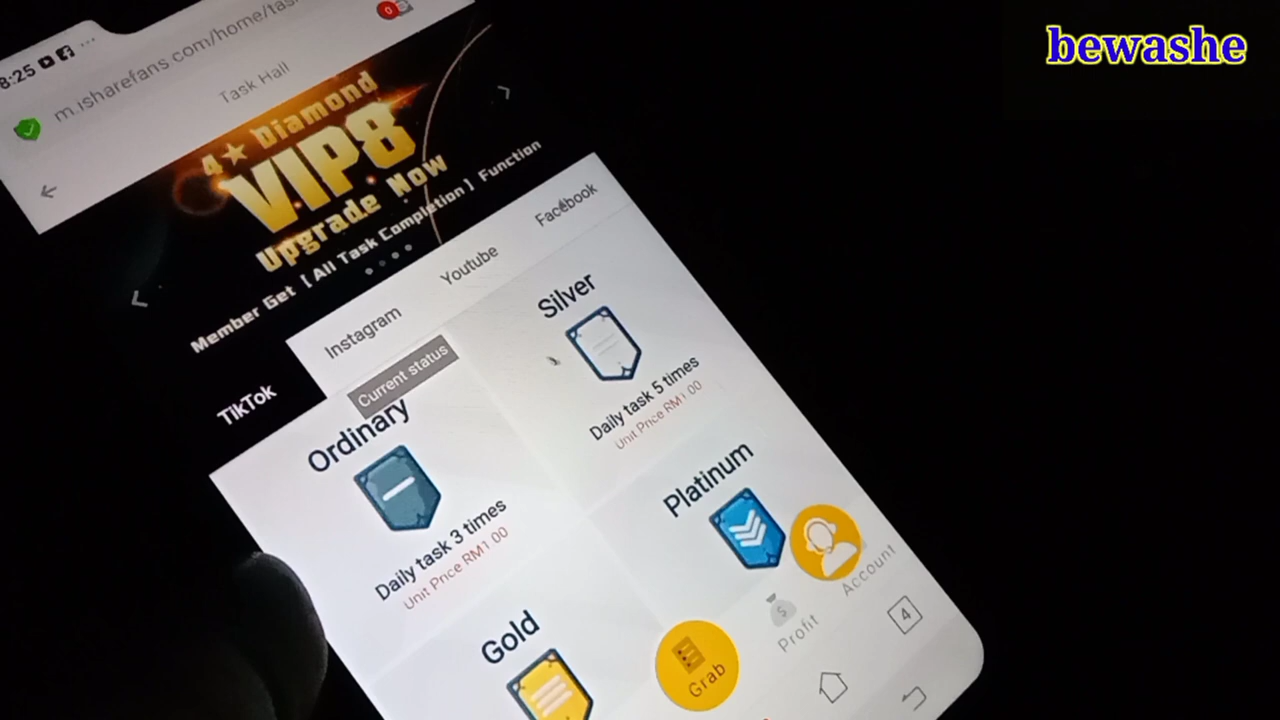 bewashe
8:25
m.isharefans.com/home/tas
0
Task Hall
4★ Diamond
VIP8
Upgrade Now
Member Get [ All Task Completion ] Function
TikTok
Instagram
Youtube
Facebook
Current status
Ordinary
Daily task 3 times
Unit Price RM1.00
Silver
Daily task 5 times
Unit Price RM1.00
Gold
Platinum
Grab
$
Profit
Account
4